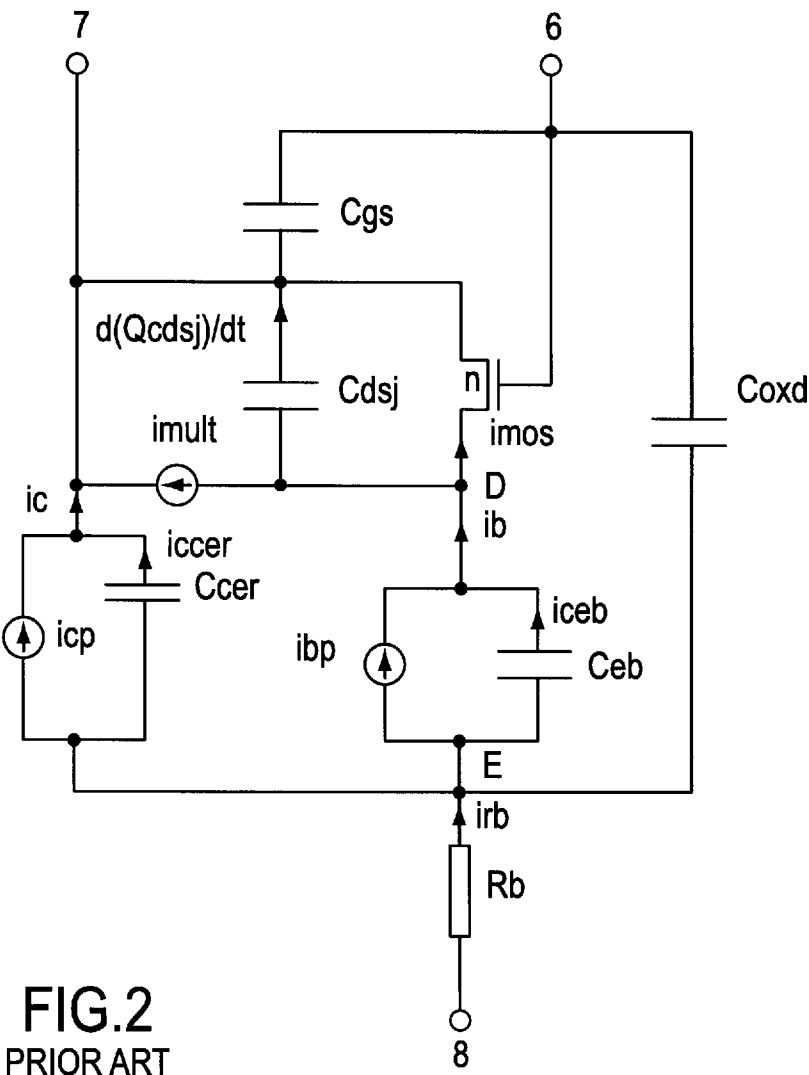 7
6
Cgs
d(Qcdsj)/dt
n
Cdsj
Coxd
imult
imos
D
ic
ib
iccer
Ccer
iceb
icp
ibp
Ceb
E
irb
Rb
FIG.2
PRIOR ART
8